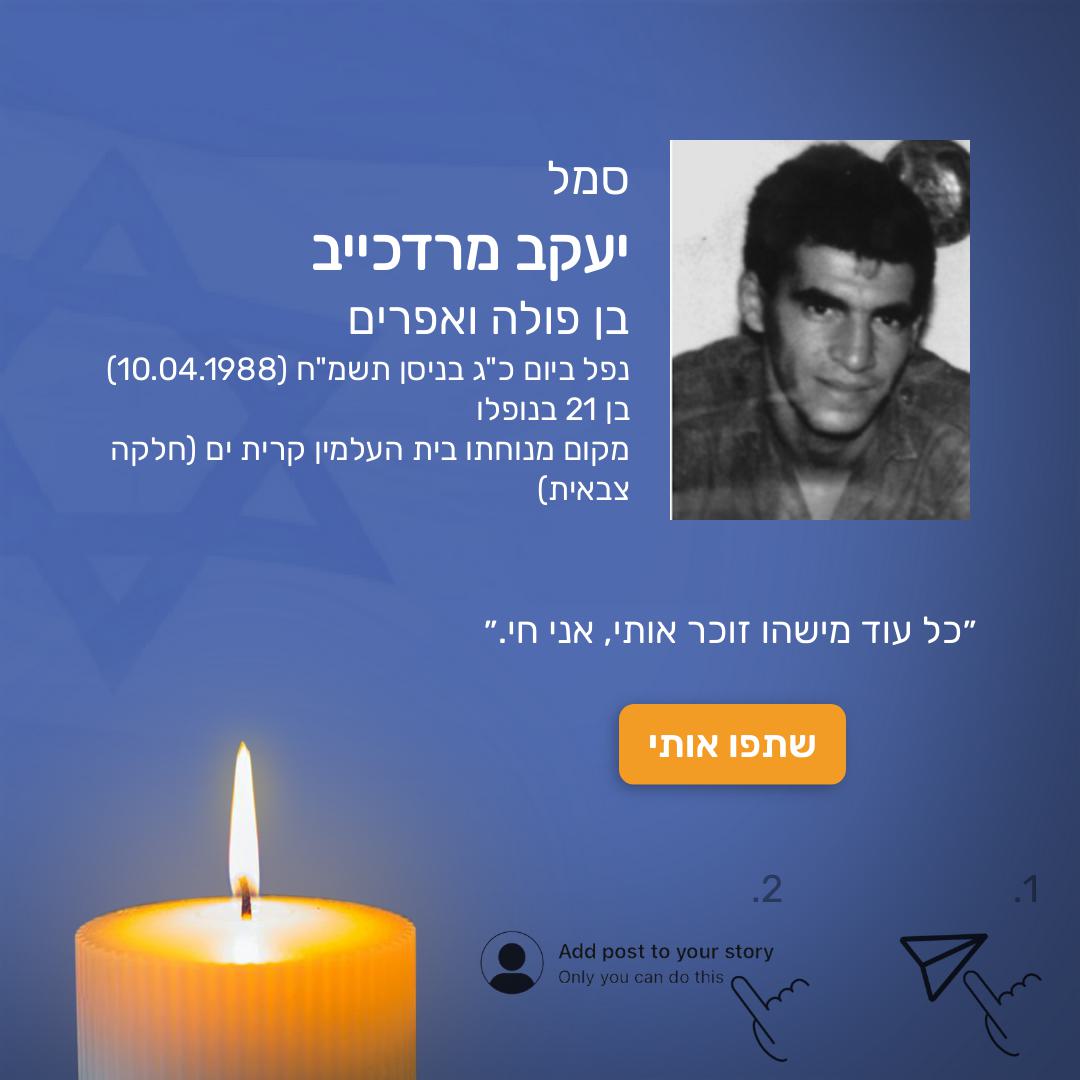 סמל
יעקב מרדכייב
בן פולה ואפרים
נפל ביום כ"ג בניסן תשמ"ח (10.04.1988)
בן 21 בנופלו
מקום מנוחתו בית העלמין קרית ים (חלקה
צבאית)
״כל עוד מישהו זוכר אותי, אני חי.״
שתפו אותי
1.
2.
Add post to your story
Only you can do this